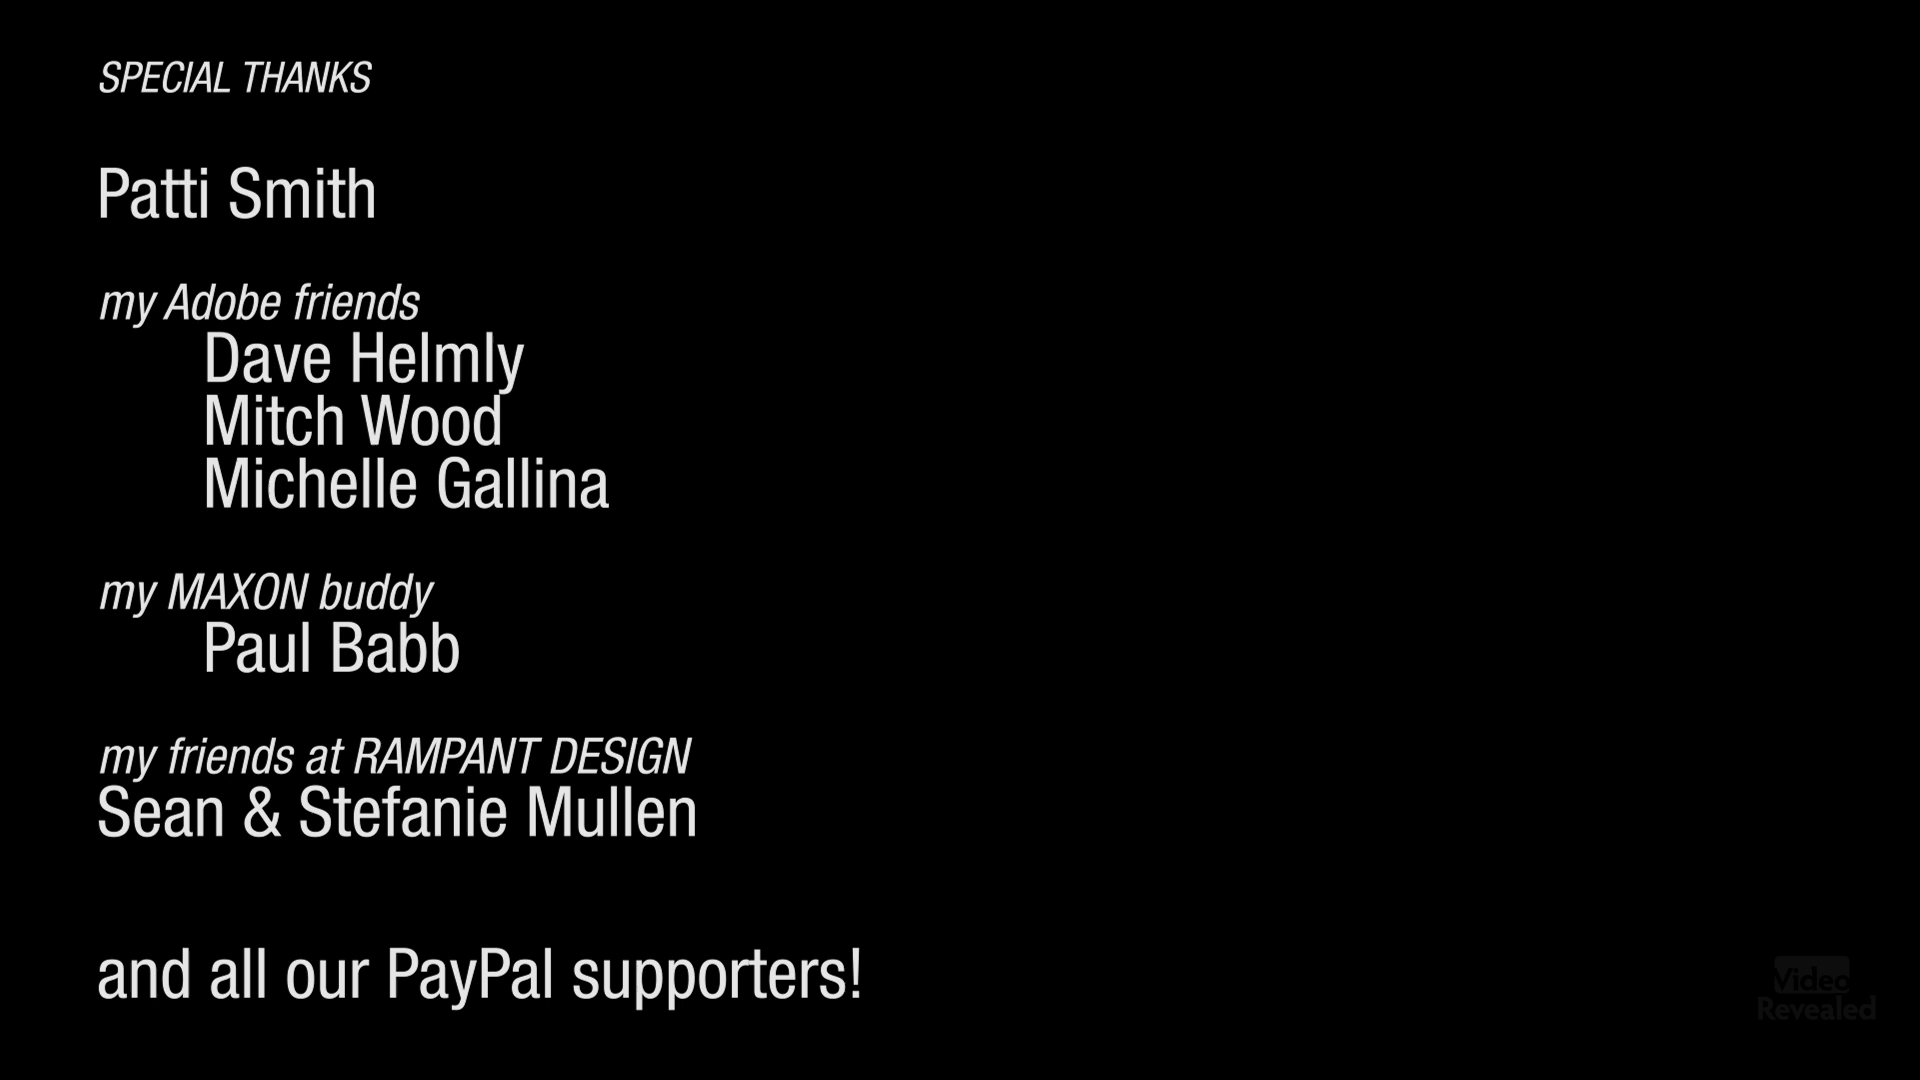 SPECIAL THANKS
Patti Smith
my Adobe friends
Dave Helmly
Mitch Wood
Michelle Gallina
my MAXON buddy
Paul Babb
my friends at RAMPANT DESIGN
Sean & Stefanie Mullen
and all our PayPal supporters!
Video
Revealed